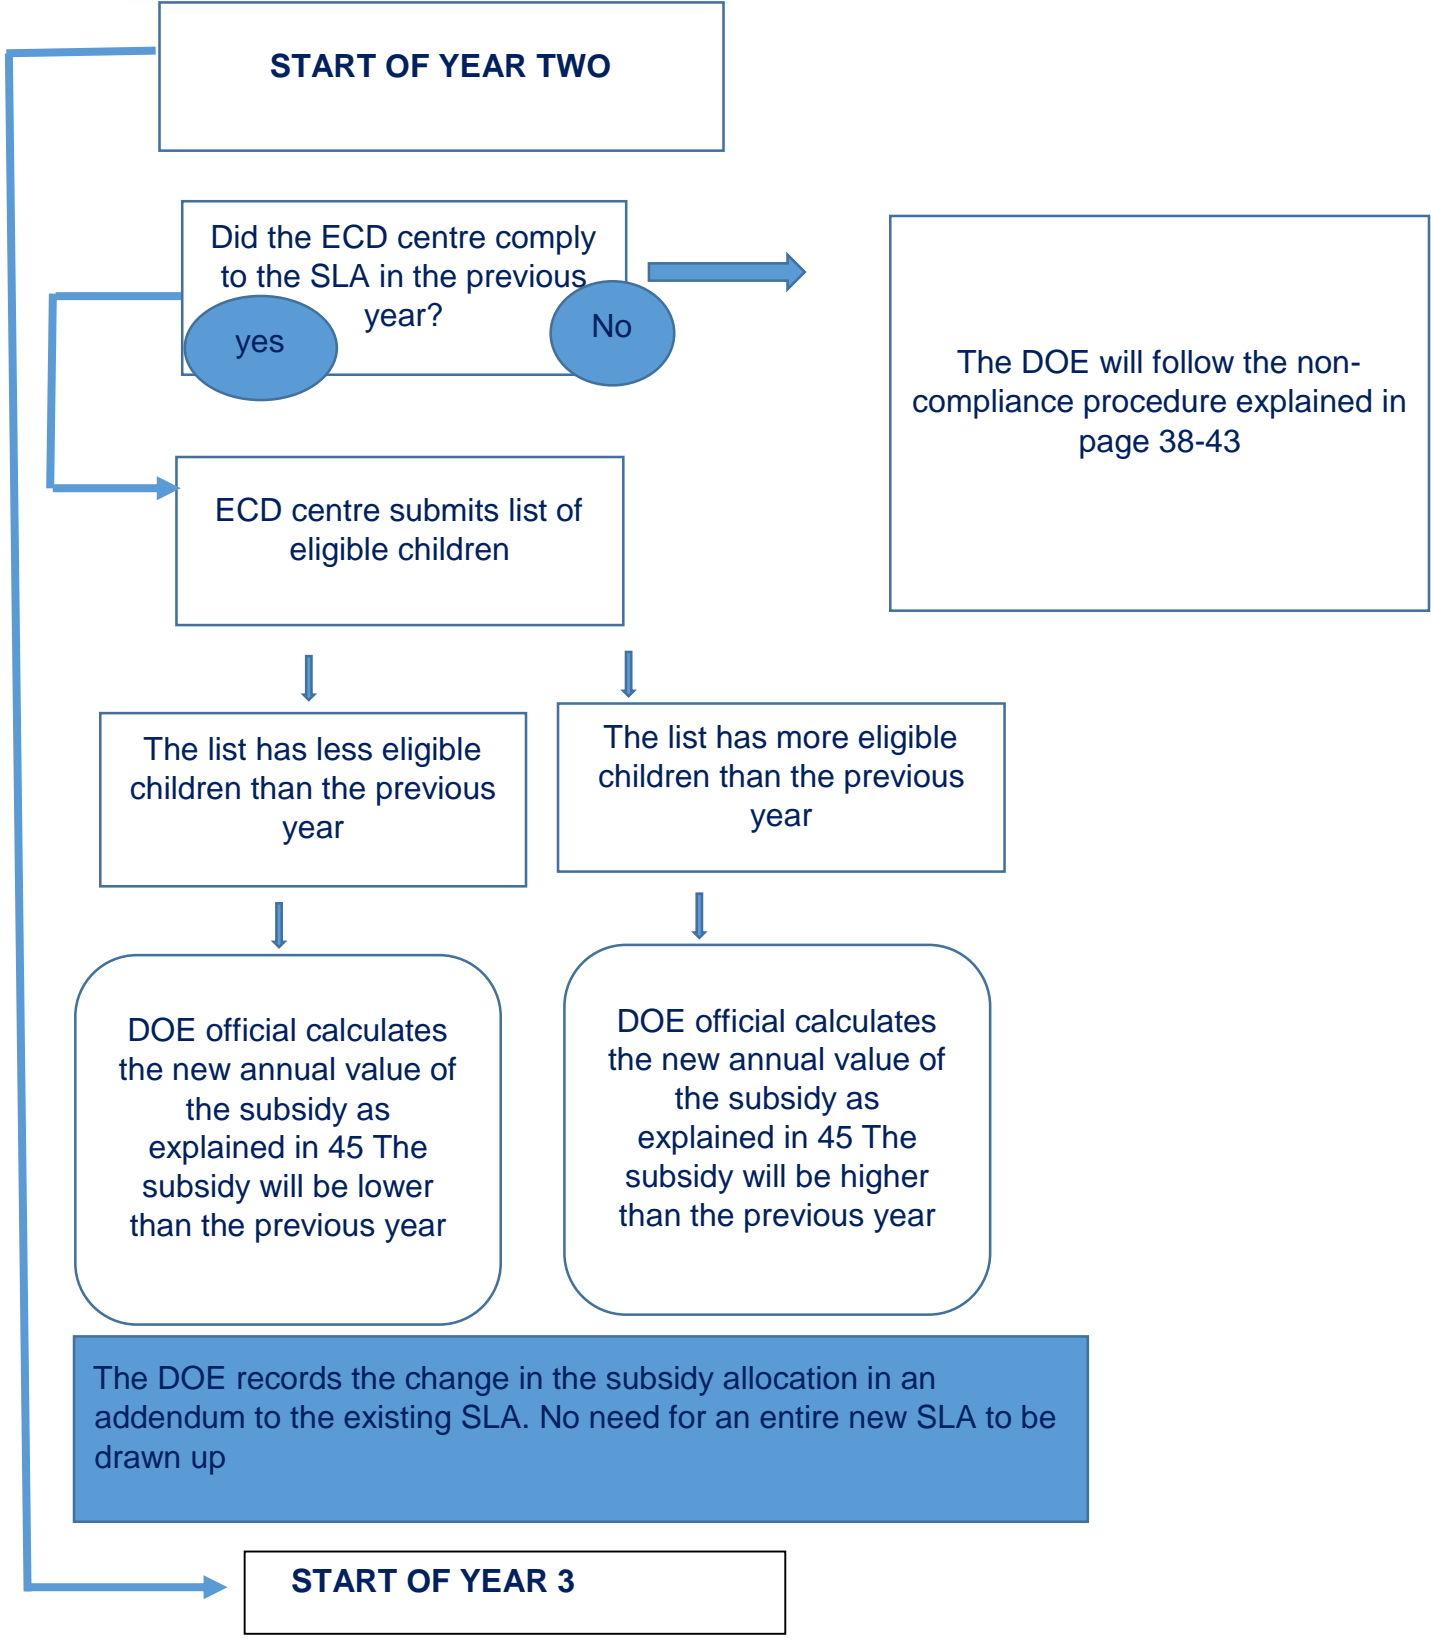 START OF YEAR TWO
Did the ECD centre comply
to the SLA in the previous
year?
yes
No
The DOE will follow the non-
compliance procedure explained in
page 38-43
ECD centre submits list of
eligible children
The list has less eligible
children than the previous
year
The list has more eligible
children than the previous
year
DOE official calculates
the new annual value of
the subsidy as
explained in 45 The
subsidy will be lower
than the previous year
DOE official calculates
the new annual value of
the subsidy as
explained in 45 The
subsidy will be higher
than the previous year
The DOE records the change in the subsidy allocation in an
addendum to the existing SLA. No need for an entire new SLA to be
drawn up
START OF YEAR 3